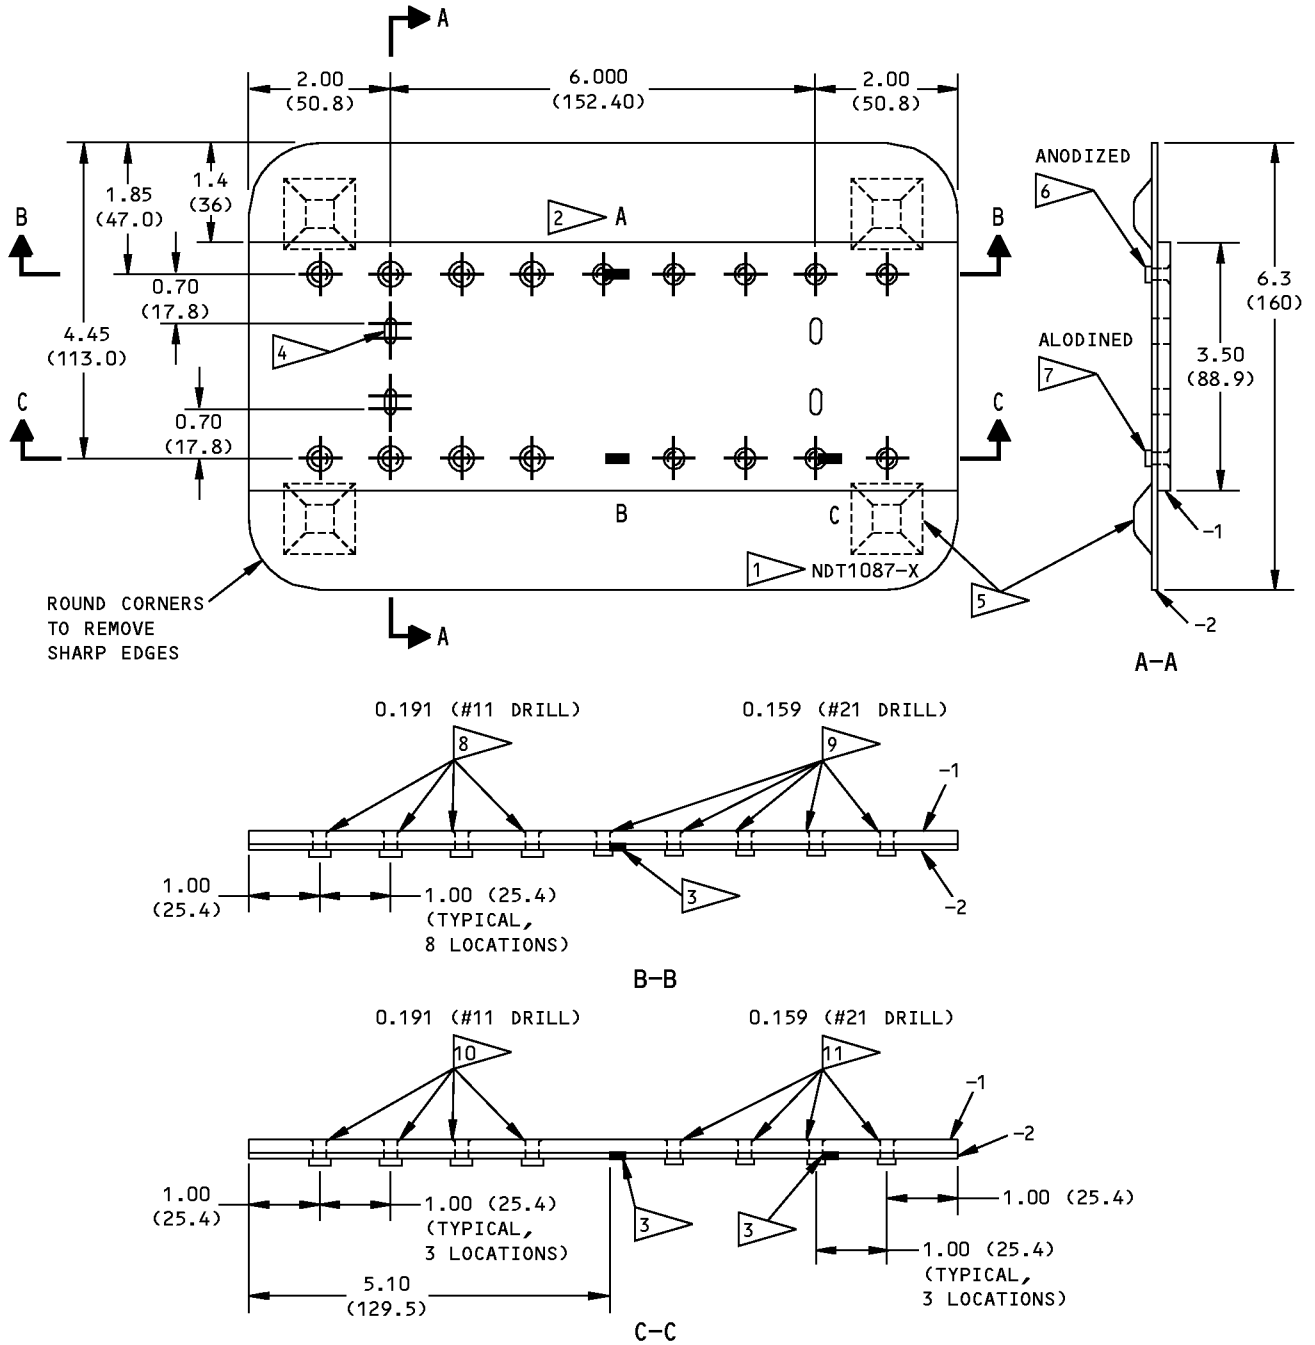 A
2.00
(50.8)
6.000
(152.40)
2.00
(50.8)
1.85
(47.0)
1.4
(36)
2
A
ANODIZED
6
B
B
0.70
(17.8)
6.3
(160)
4.45
(113.0)
4
ALODINED
7
3.50
(88.9)
C
C
0.70
(17.8)
B
C
-1
1
NDT1087-X
5
ROUND CORNERS
TO REMOVE
SHARP EDGES
A
-2
A-A
0.191 (#11 DRILL)
0.159 (#21 DRILL)
8
9
-1
1.00
(25.4)
1.00 (25.4)
(TYPICAL,
8 LOCATIONS)
3
-2
B-B
0.191 (#11 DRILL)
0.159 (#21 DRILL)
10
11
-1
-2
1.00
(25.4)
1.00 (25.4)
(TYPICAL,
3 LOCATIONS)
3
3
1.00 (25.4)
1.00 (25.4)
(TYPICAL,
3 LOCATIONS)
5.10
(129.5)
C-C